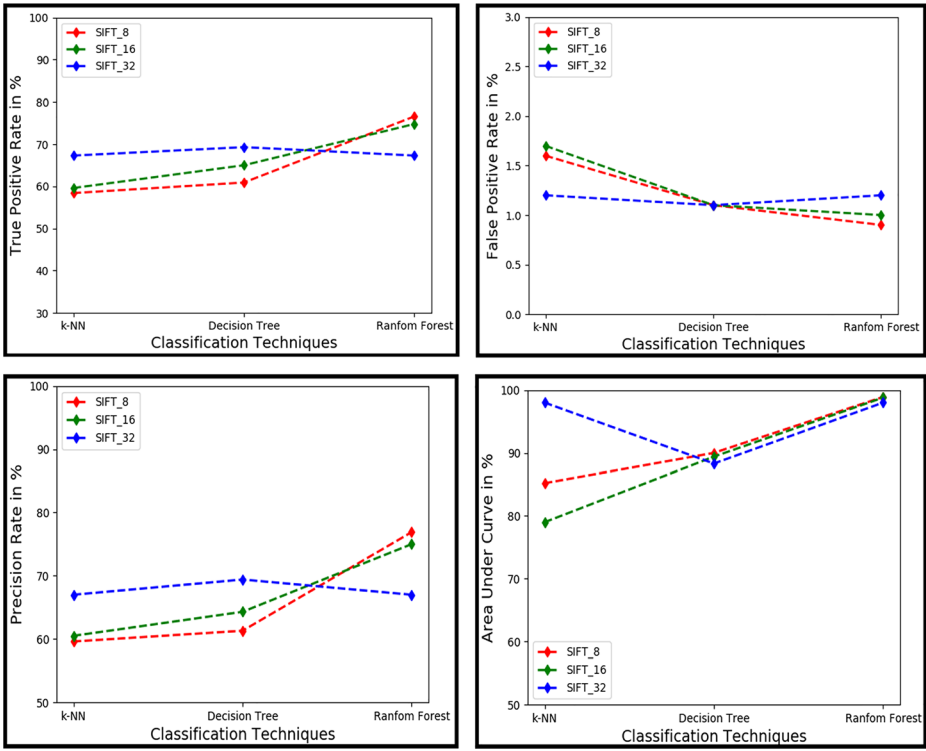 True Positive Rate in %
100
90
80
70
60
50
40
30
SIFT_8
SIFT_16
SIFT_32
k-NN Decision Tree Ranfom Forest
Classification Techniques
False Positive Rate in %
3.0
2.5
2.0
1.5
1.0
0.5
0.0
SIFT_8
SIFT_16
SIFT_32
k-NN Decision Tree Ranfom Forest
Classification Techniques
Precision Rate in %
100
90
80
70
60
50
SIFT_8
SIFT_16
SIFT_32
k-NN Decision Tree Ranfom Forest
Classification Techniques
Area Under Curve in %
100
90
80
70
60
50
SIFT_8
SIFT_16
SIFT_32
k-NN Decision Tree Ranfom Forest
Classification Techniques